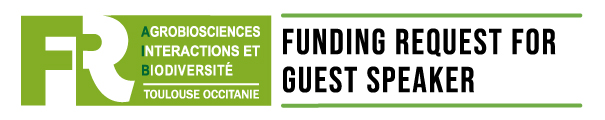 FR
AGROBIOSCIENCES
INTERACTIONS ET
BIODIVERSITÉ
TOULOUSE OCCITANIE
FUNDING REQUEST FOR
GUEST SPEAKER